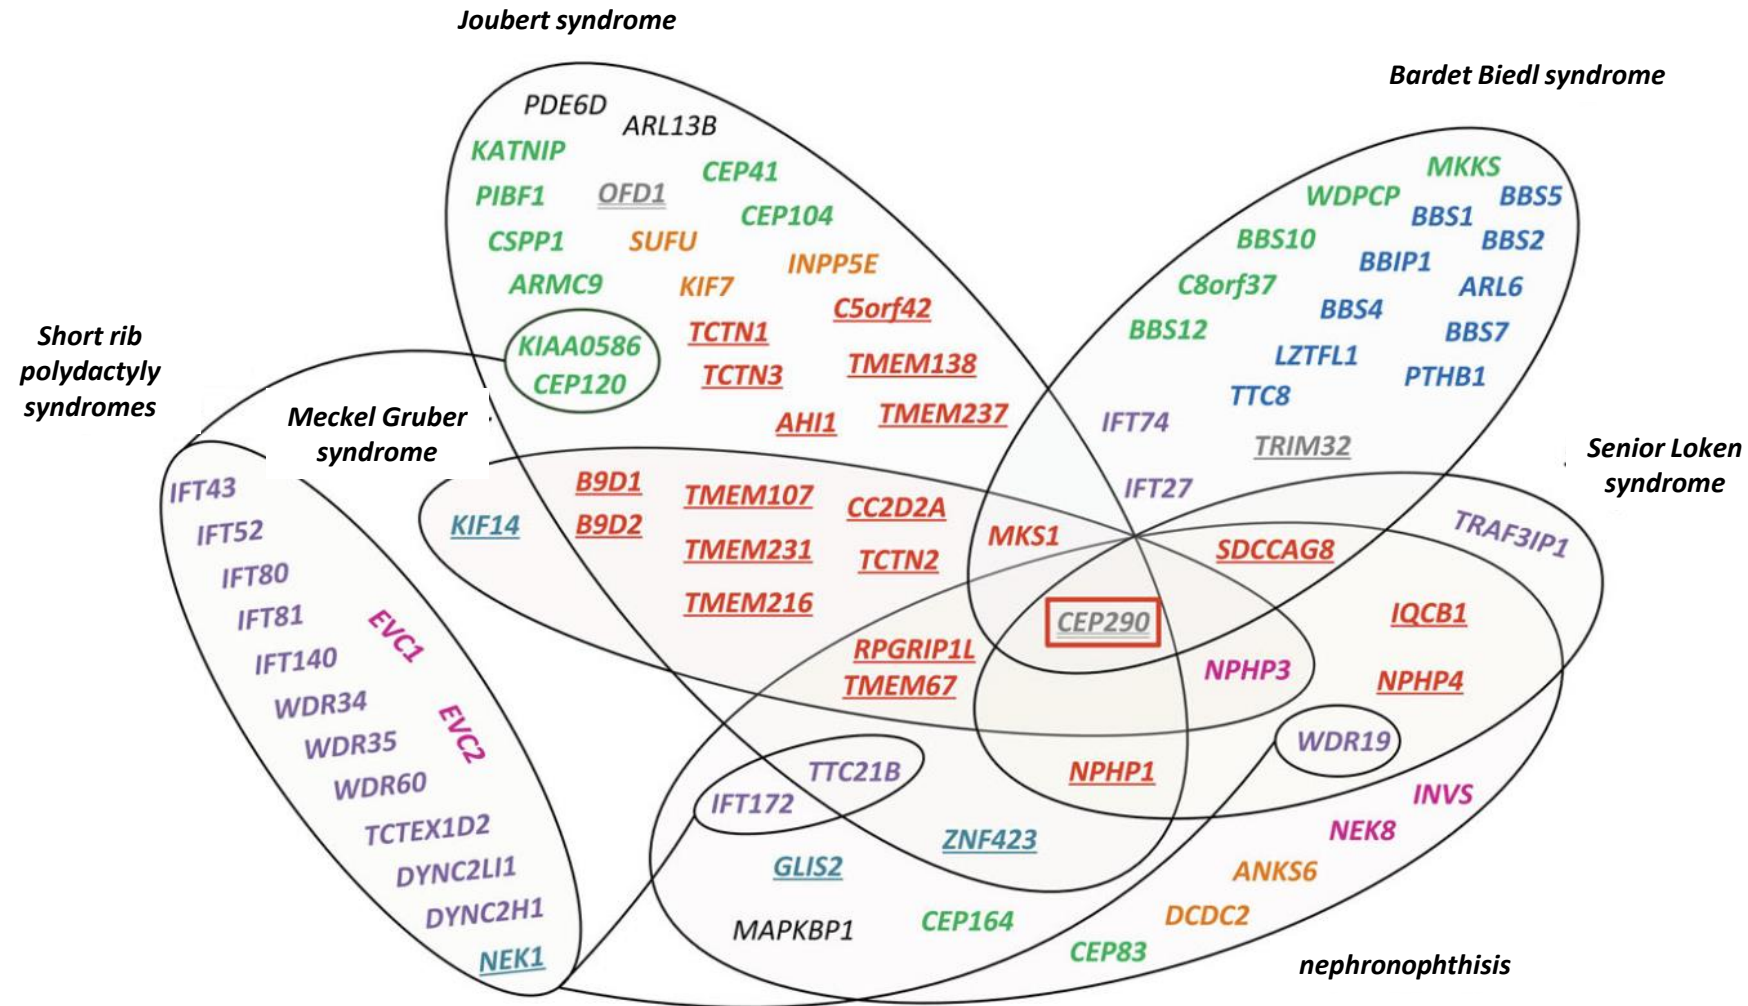 Joubert syndrome
Bardet Biedl syndrome
PDE6D
ARL13B
KATNIP
CEP41
PIBF1
OFD1
CEP104
CSPP1
SUFU
INPP5E
ARMC9
KIF7
C5orf42
KIAA0586
CEP120
TCTN1
TMEM138
TCTN3
AHI1
TMEM237
MKKS
WDPCP
BBS5
BBS1
BBS10
BBS2
BBIP1
C8orf37
ARL6
BBS4
BBS12
BBS7
LZTFL1
PTHB1
TTC8
IFT74
TRIM32
IFT27
Short rib
polydactyly
syndromes
Meckel Gruber
syndrome
Senior Loken
syndrome
IFT43
IFT52
IFT80
IFT81
EVC1
IFT140
WDR34
EVC2
WDR35
WDR60
TCTEX1D2
DYNC2LI1
DYNC2H1
NEK1
KIF14
B9D1
B9D2
TMEM107
TMEM231
TMEM216
CC2D2A
TCTN2
MKS1
RPGRIP1L
TMEM67
CEP290
SDCCAG8
TRAF3IP1
IQCB1
NPHP3
NPHP4
WDR19
NPHP1
TTC21B
IFT172
ZNF423
GLIS2
MAPKBP1
CEP164
CEP83
DCDC2
ANKS6
NEK8
INVS
nephronophthisis